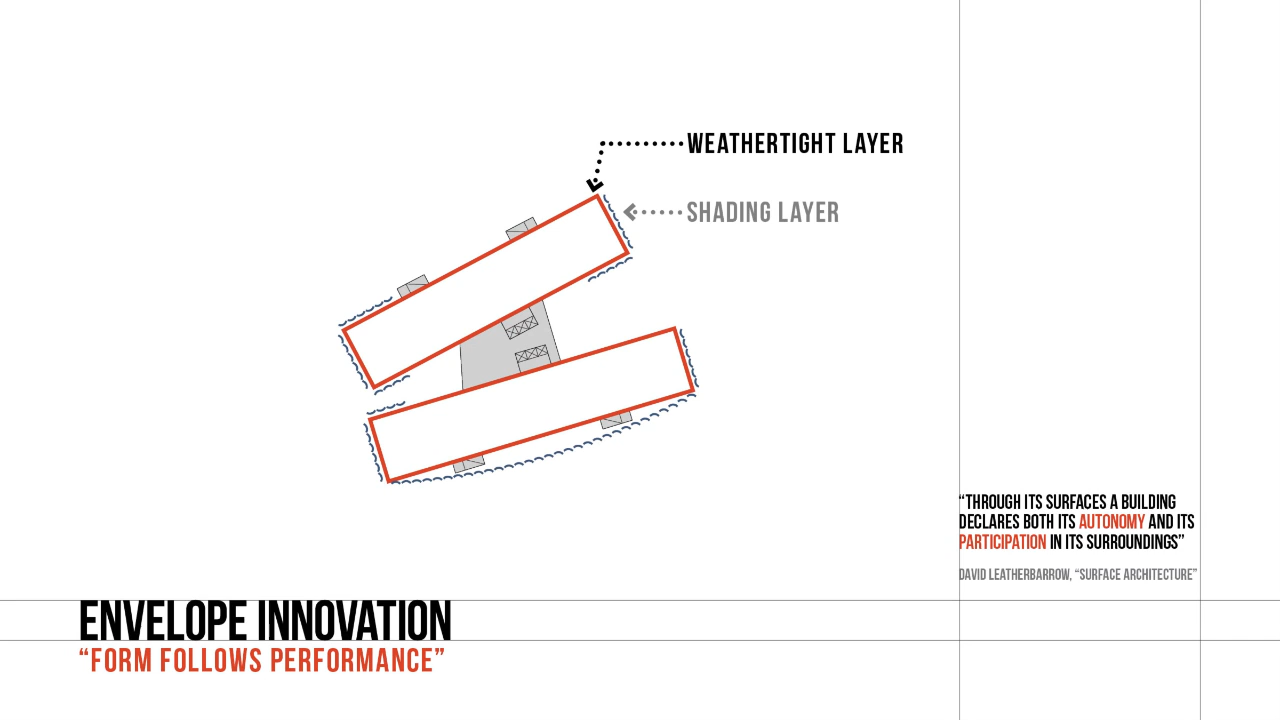 WEATHERTIGHT LAYER
SHADING LAYER
“THROUGH ITS SURFACES A BUILDING
DECLARES BOTH ITS AUTONOMY AND ITS
PARTICIPATION IN ITS SURROUNDINGS”
DAVID LEATHERBARROW, “SURFACE ARCHITECTURE”
ENVELOPE INNOVATION
“FORM FOLLOWS PERFORMANCE”